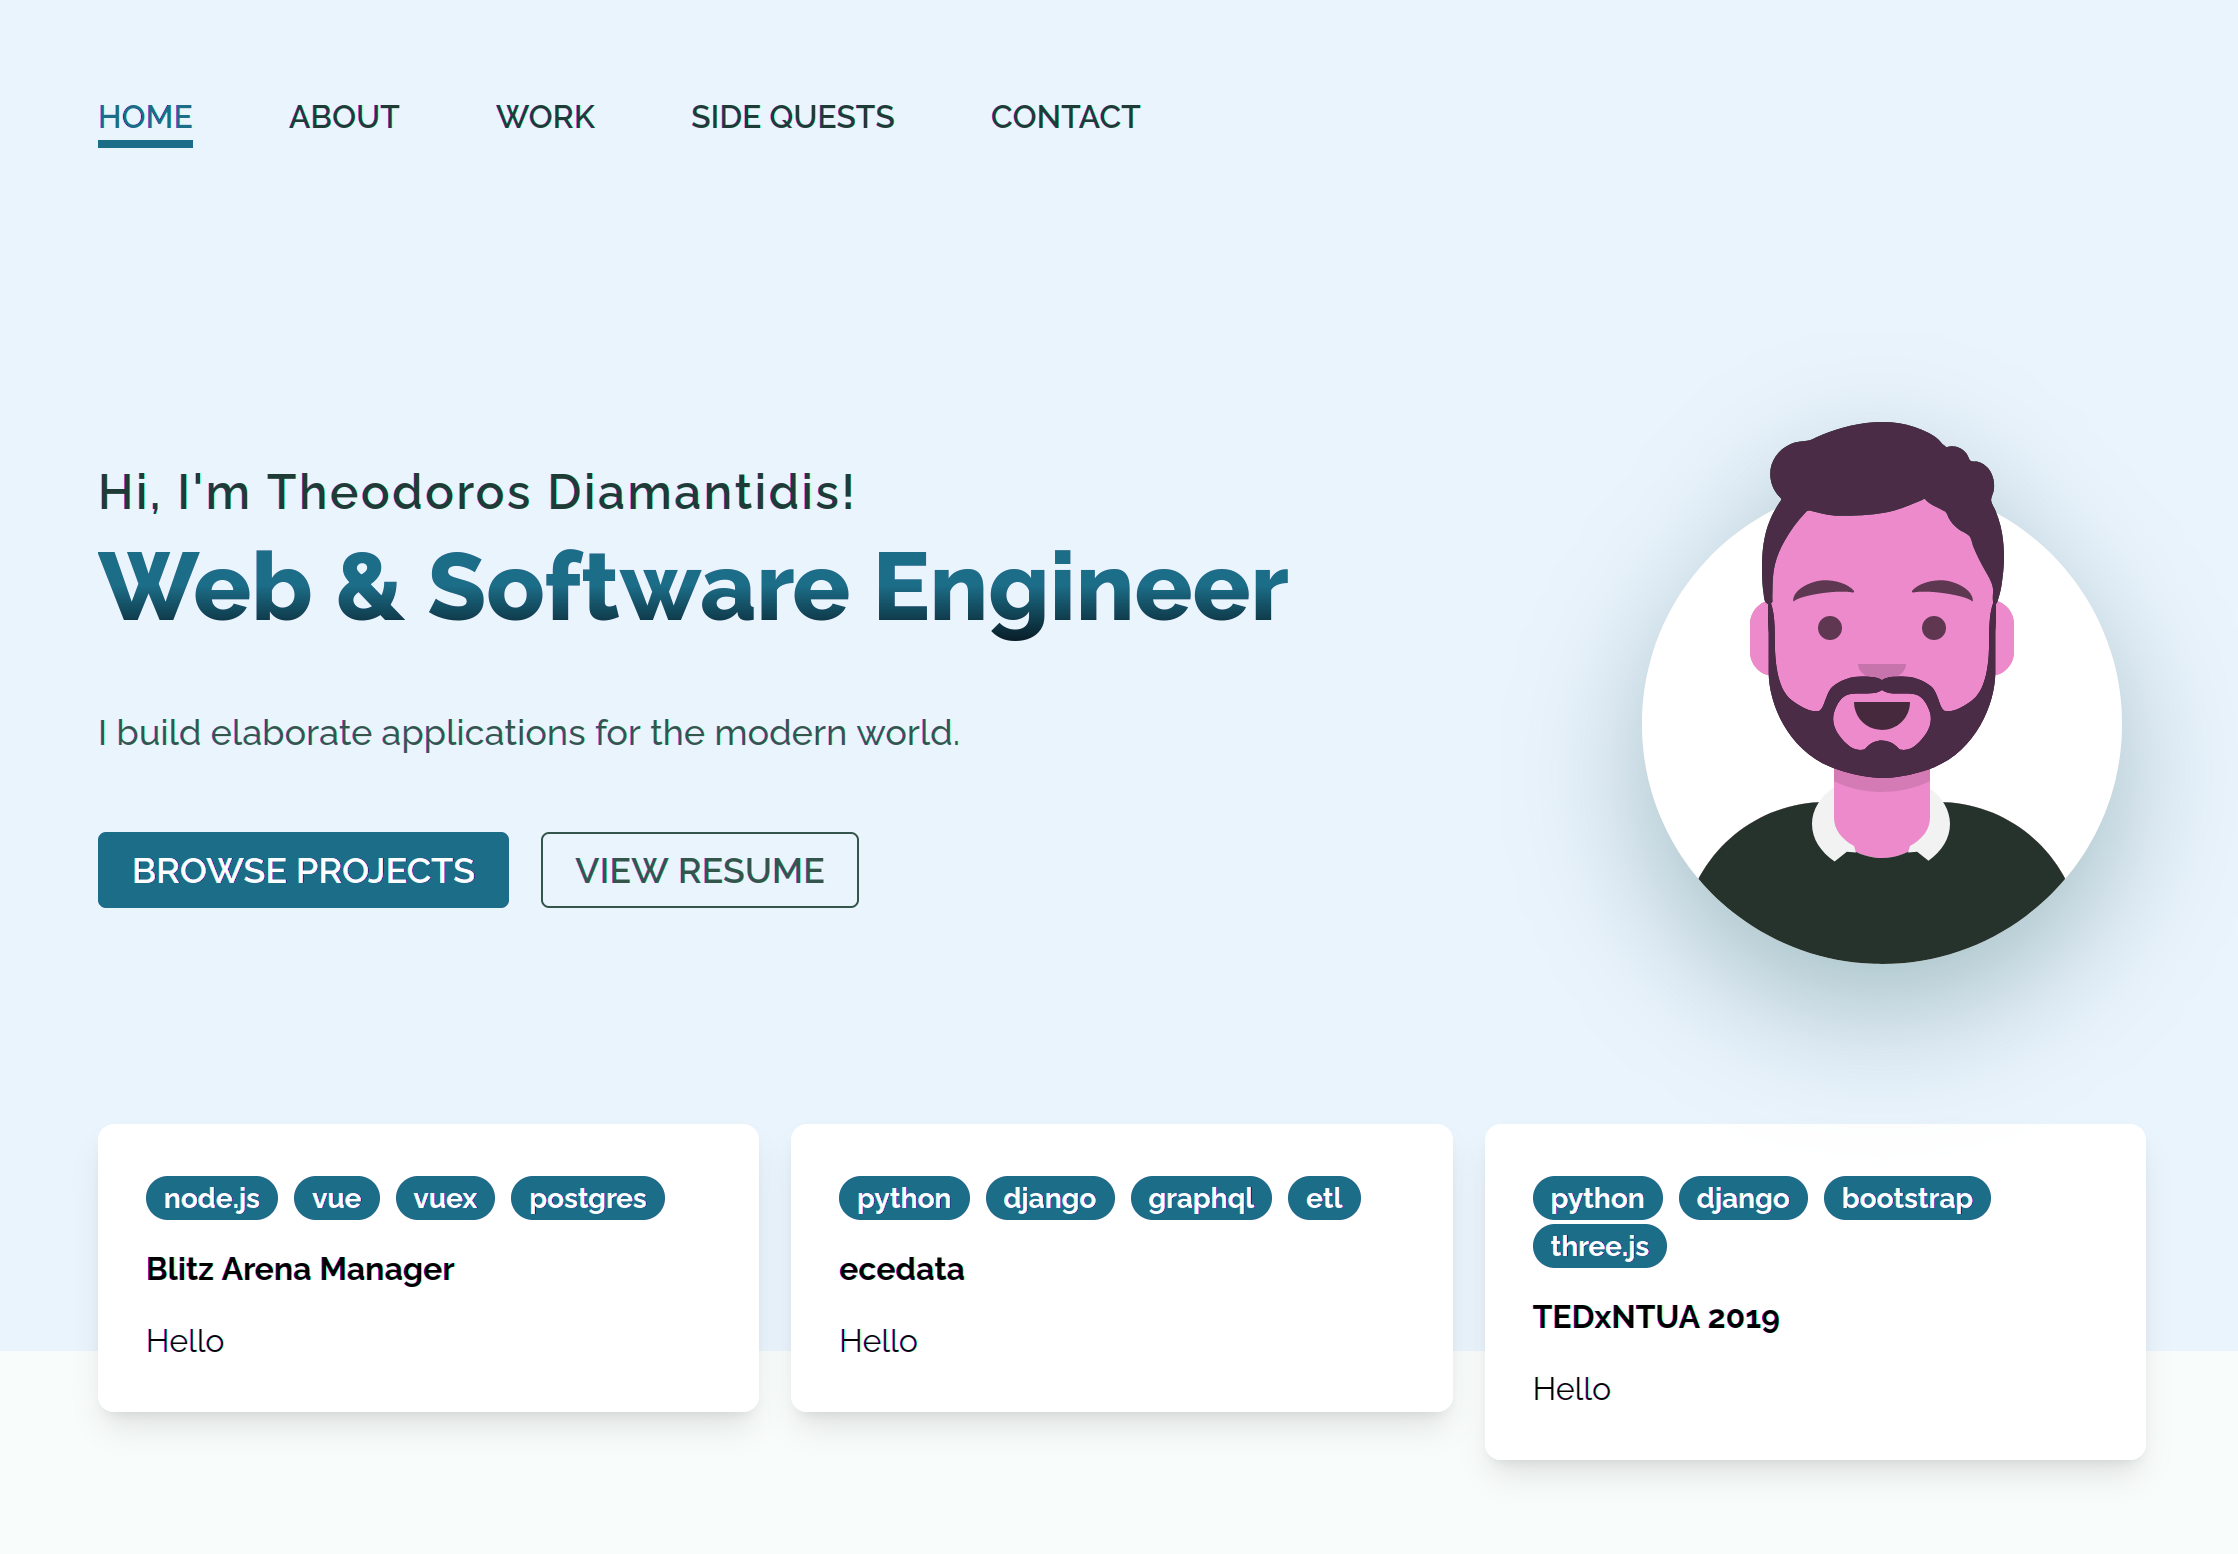 HOME ABOUT WORK SIDE QUESTS CONTACT
Hi, I'm Theodoros Diamantidis!
Web & Software Engineer
I build elaborate applications for the modern world.
BROWSE PROJECTS VIEW RESUME
node.js vue vuex postgres
Blitz Arena Manager
Hello
python django graphql etl
ecedata
Hello
python django bootstrap
three.js
TEDxNTUA 2019
Hello